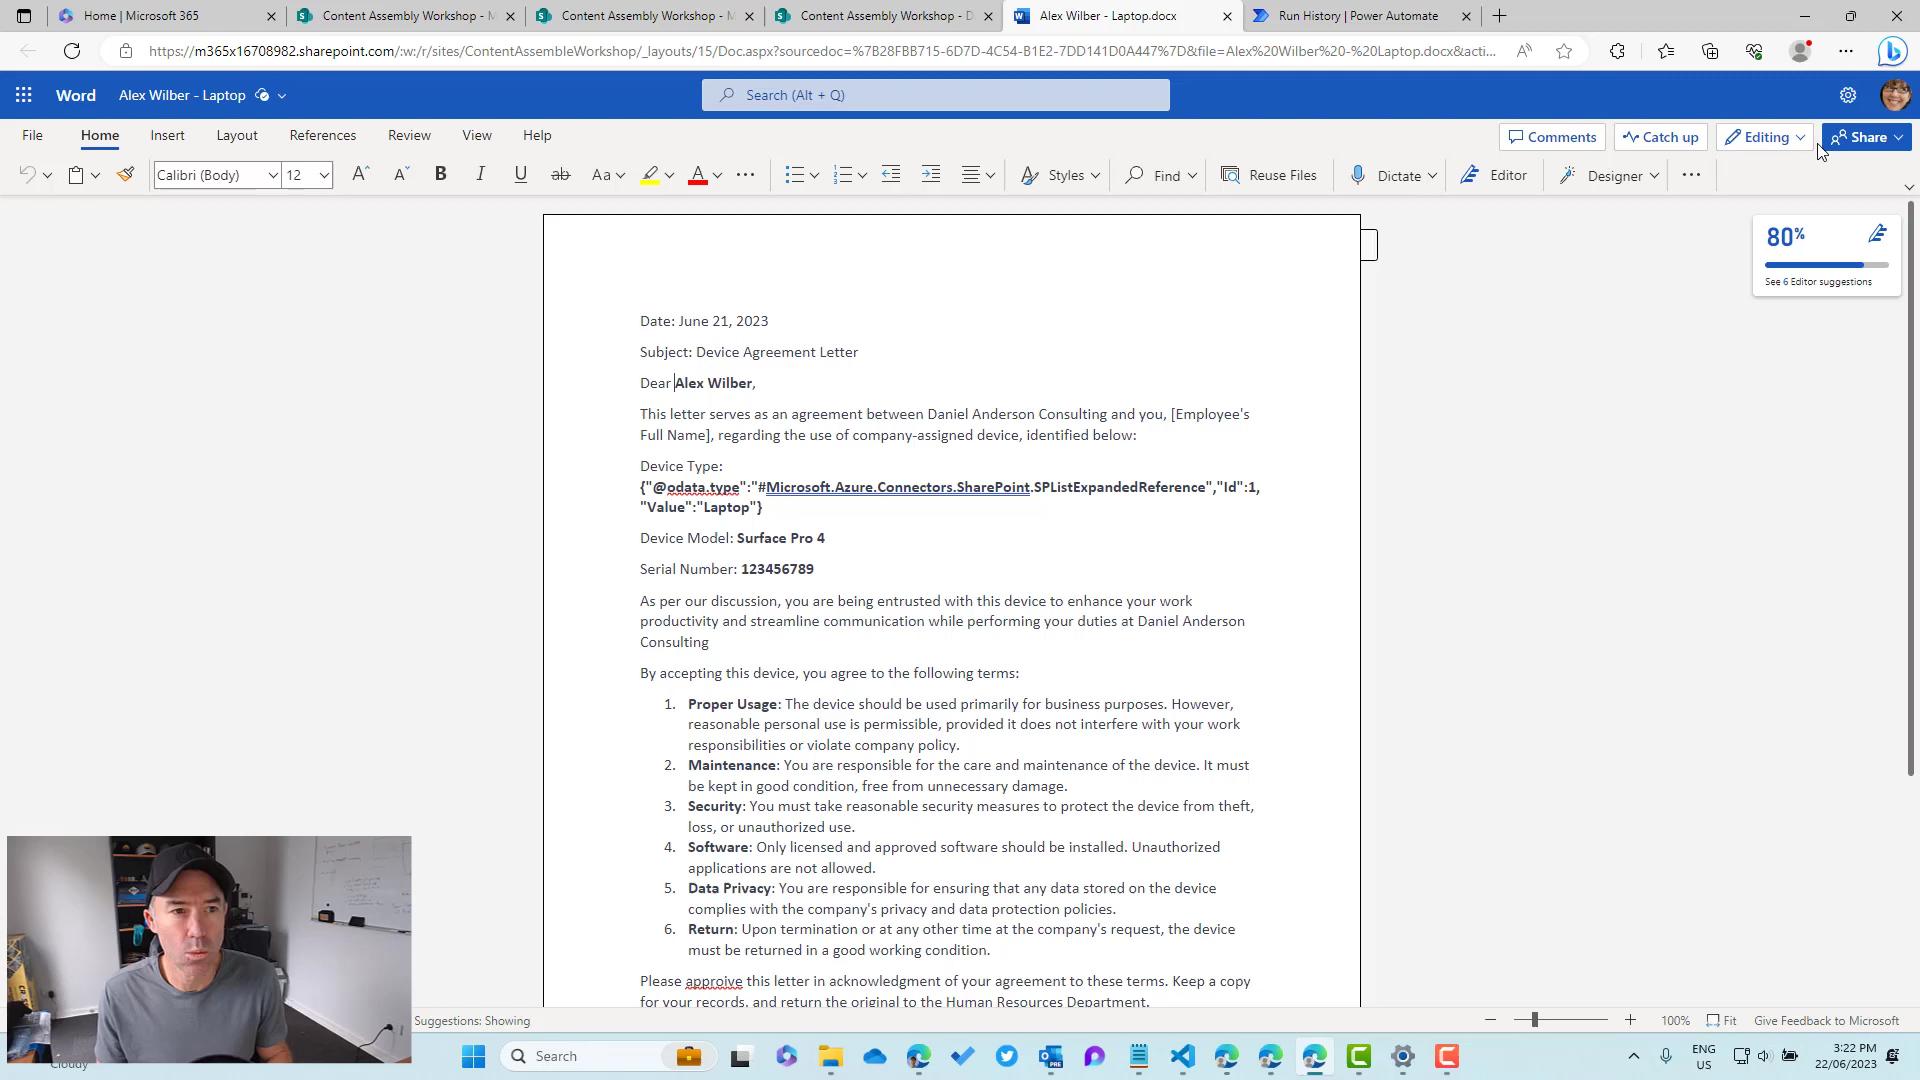 Home | Microsoft 365
Content Assembly Workshop - M
Content Assembly Workshop - M
Content Assembly Workshop - D
Alex Wilber - Laptop.docx
Run History | Power Automate
https://m365x16708982.sharepoint.com/:w:/r/sites/ContentAssembleWorkshop/_layouts/15/Doc.aspx?sourcedoc=%7B28FBB715-6D7D-4C54-B1E2-7DD141D0A447%7D&file=Alex%20Wilber%20-%20Laptop.docx&acti...
Word Alex Wilber - Laptop
Search (Alt + Q)
File Home Insert Layout References Review View Help
Comments Catch up Editing Share
Calibri (Body) 12 Styles Find Reuse Files Dictate Editor Designer
80%
See 6 Editor suggestions
Date: June 21, 2023
Subject: Device Agreement Letter
Dear Alex Wilber,
This letter serves as an agreement between Daniel Anderson Consulting and you, [Employee's
Full Name], regarding the use of company-assigned device, identified below:
Device Type:
{"@odata.type":"#Microsoft.Azure.Connectors.SharePoint.SPListExpandedReference","Id":1,
"Value":"Laptop"}
Device Model: Surface Pro 4
Serial Number: 123456789
As per our discussion, you are being entrusted with this device to enhance your work
productivity and streamline communication while performing your duties at Daniel Anderson
Consulting
By accepting this device, you agree to the following terms:
1. Proper Usage: The device should be used primarily for business purposes. However,
reasonable personal use is permissible, provided it does not interfere with your work
responsibilities or violate company policy.
2. Maintenance: You are responsible for the care and maintenance of the device. It must
be kept in good condition, free from unnecessary damage.
3. Security: You must take reasonable security measures to protect the device from theft,
loss, or unauthorized use.
4. Software: Only licensed and approved software should be installed. Unauthorized
applications are not allowed.
5. Data Privacy: You are responsible for ensuring that any data stored on the device
complies with the company's privacy and data protection policies.
6. Return: Upon termination or at any other time at the company's request, the device
must be returned in a good working condition.
Please approive this letter in acknowledgment of your agreement to these terms. Keep a copy
for your records, and return the original to the Human Resources Department.
Suggestions: Showing
100% Fit Give Feedback to Microsoft
Cloudy
Search
ENG
US
3:22 PM
22/06/2023